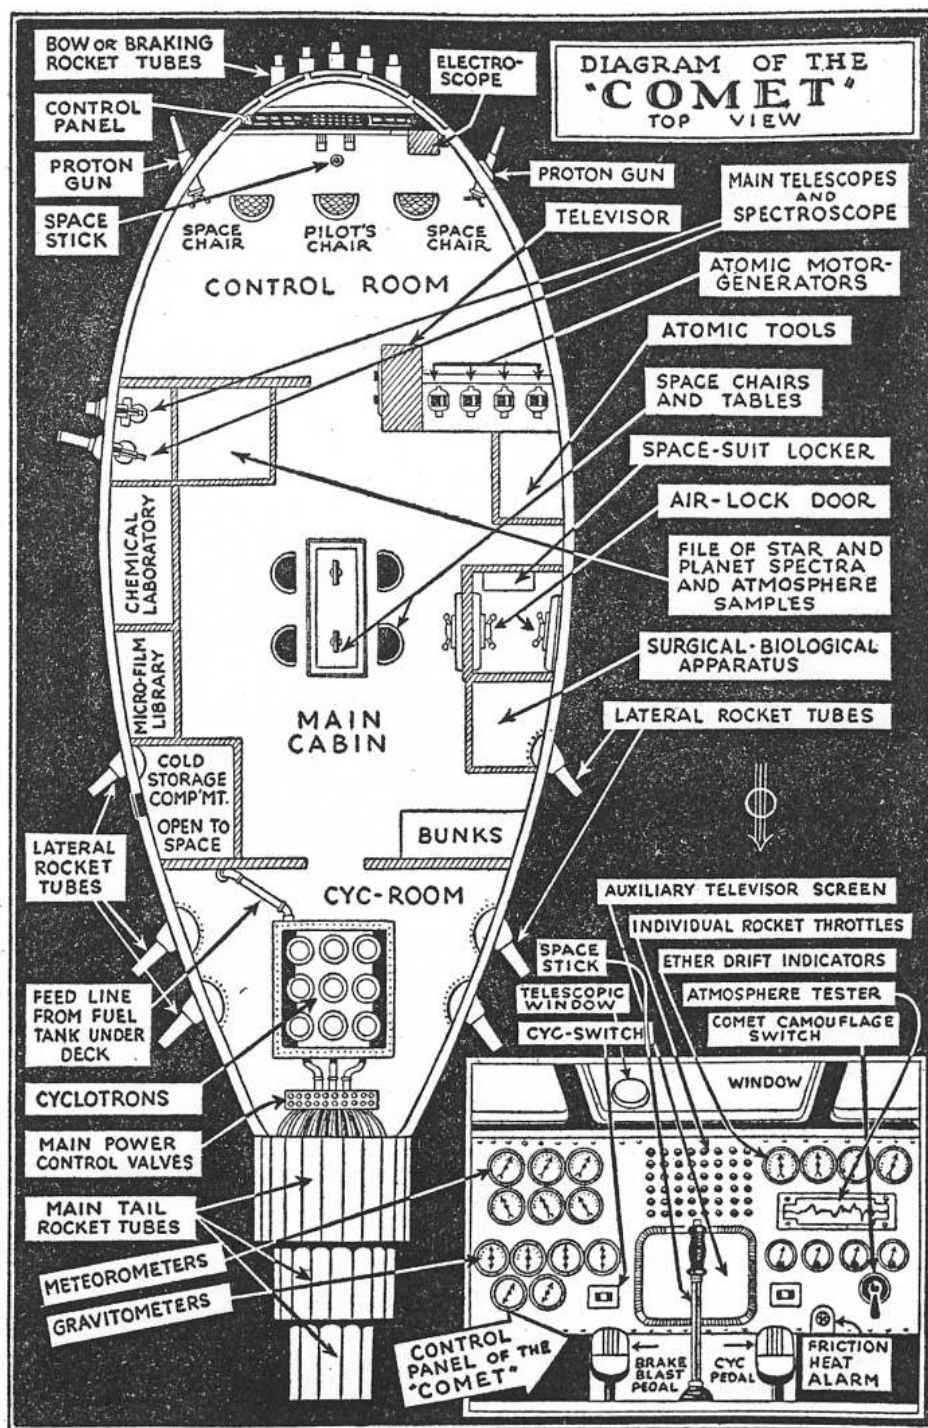 DIAGRAM OF THE
"COMET"
TOP VIEW
BOW OR BRAKING
ROCKET TUBES
ELECTRO-
SCOPE
CONTROL
PANEL
PROTON
GUN
PROTON GUN
SPACE
STICK
SPACE
CHAIR
PILOT'S
CHAIR
SPACE
CHAIR
TELEVISOR
MAIN TELESCOPES
AND
SPECTROSCOPE
CONTROL ROOM
ATOMIC MOTOR-
GENERATORS
ATOMIC TOOLS
SPACE CHAIRS
AND TABLES
SPACE-SUIT LOCKER
AIR-LOCK DOOR
FILE OF STAR AND
PLANET SPECTRA
AND ATMOSPHERE
SAMPLES
CHEMICAL
LABORATORY
SURGICAL-BIOLOGICAL
APPARATUS
MICRO-FILM
LIBRARY
MAIN
CABIN
LATERAL ROCKET TUBES
COLD
STORAGE
COMP'MT.
OPEN TO
SPACE
BUNKS
LATERAL
ROCKET
TUBES
CYC-ROOM
FEED LINE
FROM FUEL
TANK UNDER
DECK
CYCLOTRONS
MAIN POWER
CONTROL VALVES
MAIN TAIL
ROCKET TUBES
METEOROMETERS
GRAVITOMETERS
AUXILIARY TELEVISOR SCREEN
INDIVIDUAL ROCKET THROTTLES
SPACE
STICK
ETHER DRIFT INDICATORS
TELESCOPIC
WINDOW
ATMOSPHERE TESTER
CYC-SWITCH
COMET CAMOUFLAGE
SWITCH
WINDOW
CONTROL
PANEL OF THE
"COMET"
BRAKE
BLAST
PEDAL
CYC
PEDAL
FRICTION
HEAT
ALARM